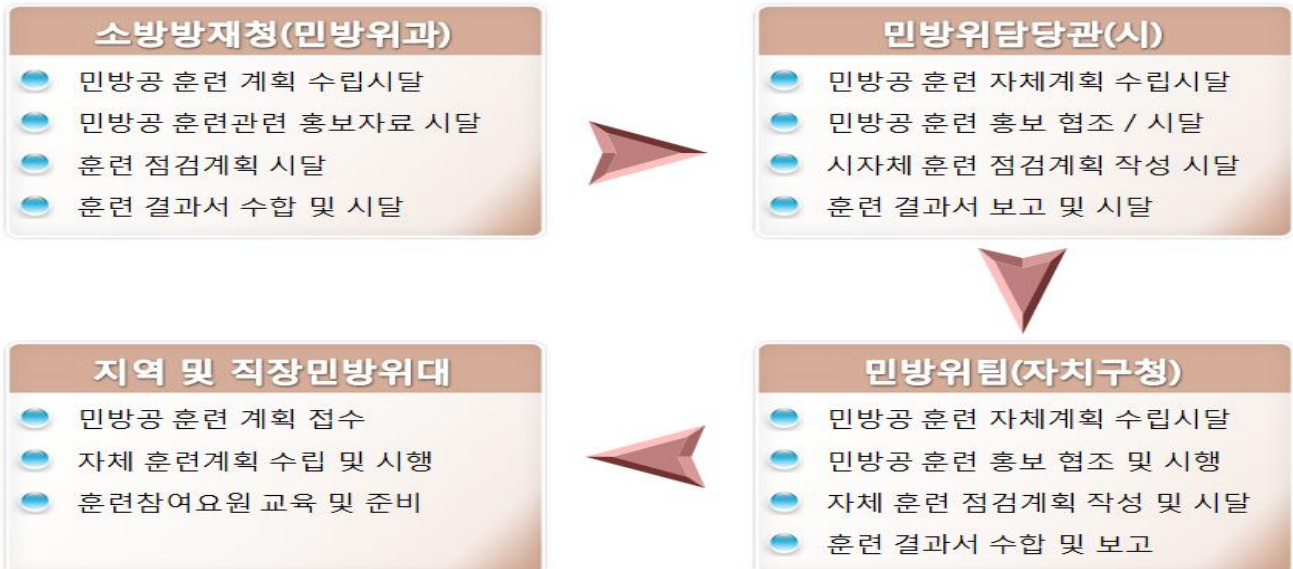 소방방재청(민방위과)
민방공 훈련 계획 수립시달
민방공 훈련관련 홍보자료 시달
훈련 점검계획 시달
훈련 결과서 수합 및 시달
민방위담당관(시)
민방공 훈련 자체계획 수립시달
민방공 훈련 홍보 협조 / 시달
시자체 훈련 점검계획 작성 시달
훈련 결과서 보고 및 시달
민방위팀(자치구청)
민방공 훈련 자체계획 수립시달
민방공 훈련 홍보 협조 및 시행
자체 훈련 점검계획 작성 및 시달
훈련 결과서 수합 및 보고
지역 및 직장민방위대
민방공 훈련 계획 접수
자체 훈련계획 수립 및 시행
훈련참여요원 교육 및 준비